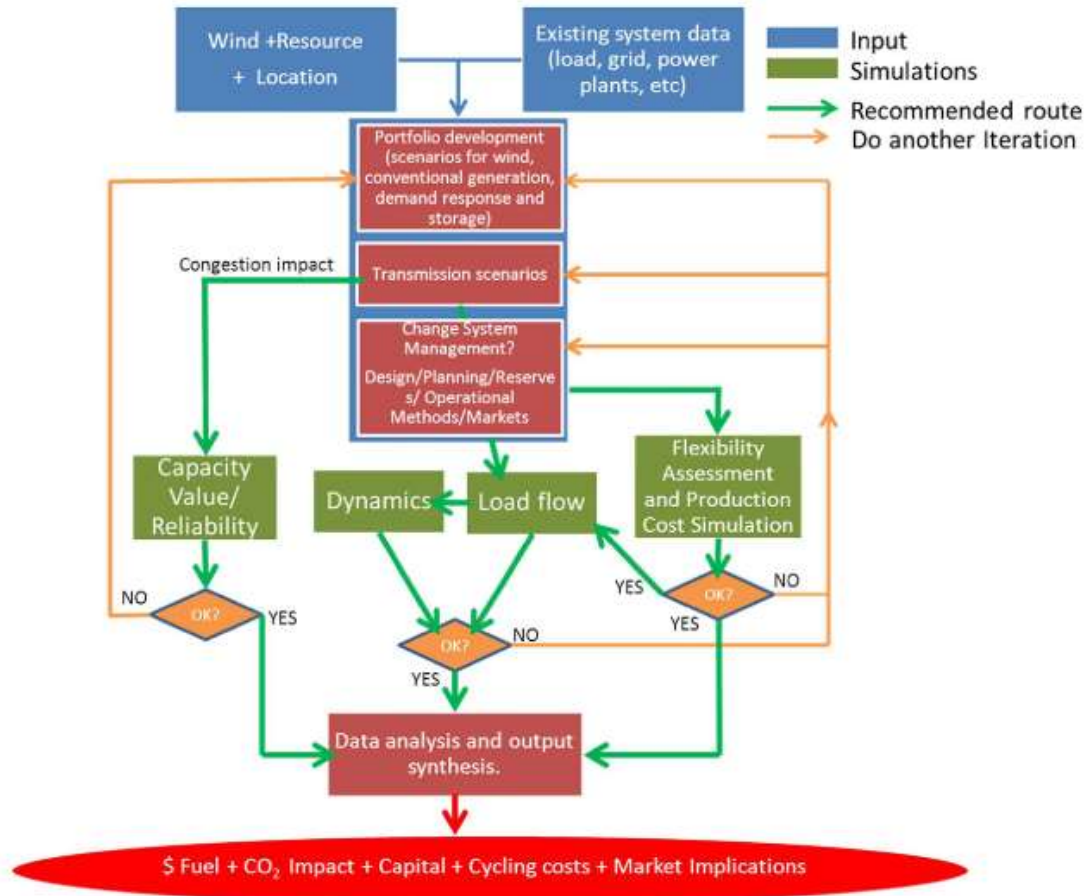 Wind +Resource
+ Location
Existing system data
(load, grid, power
plants, etc)
Input
Simulations
Recommended route
Do another Iteration
Portfolio development
(scenarios for wind,
conventional generation,
demand response and
storage)
Congestion impact
Transmission scenarios
Change System
Management?
Design/Planning/Reserve
s/ Operational
Methods/Markets
Capacity
Value/
Reliability
Dynamics
Load flow
Flexibility
Assessment
and Production
Cost Simulation
NO
OK?
YES
YES
OK?
NO
YES
OK?
NO
YES
Data analysis and output
synthesis.
$ Fuel + CO₂ Impact + Capital + Cycling costs + Market Implications